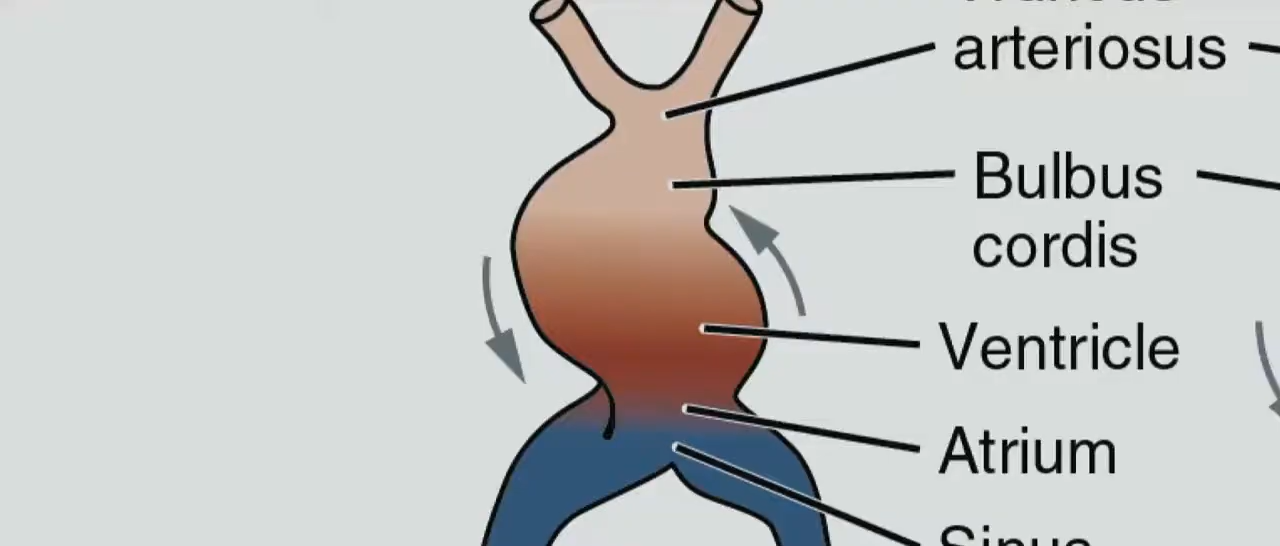 arteriosus
Bulbus
cordis
Ventricle
Atrium
Sinus